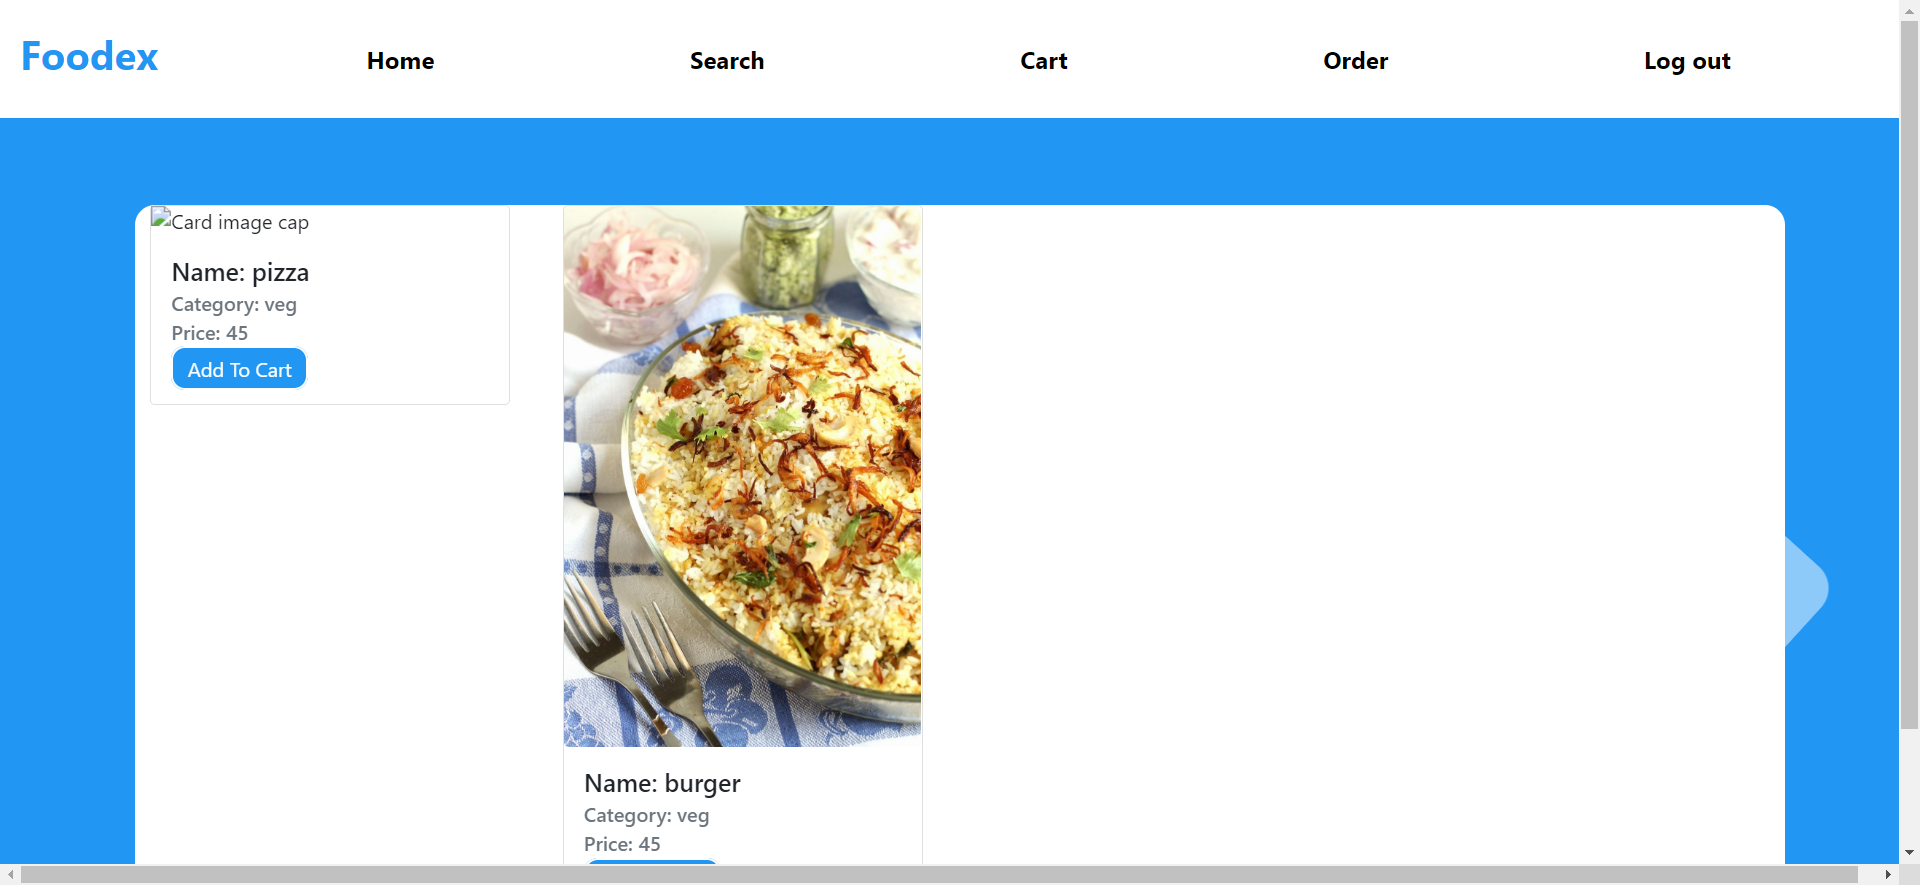 Foodex
Home
Search
Cart
Order
Log out
Card image cap
Name: pizza
Category: veg
Price: 45
Add To Cart
Name: burger
Category: veg
Price: 45